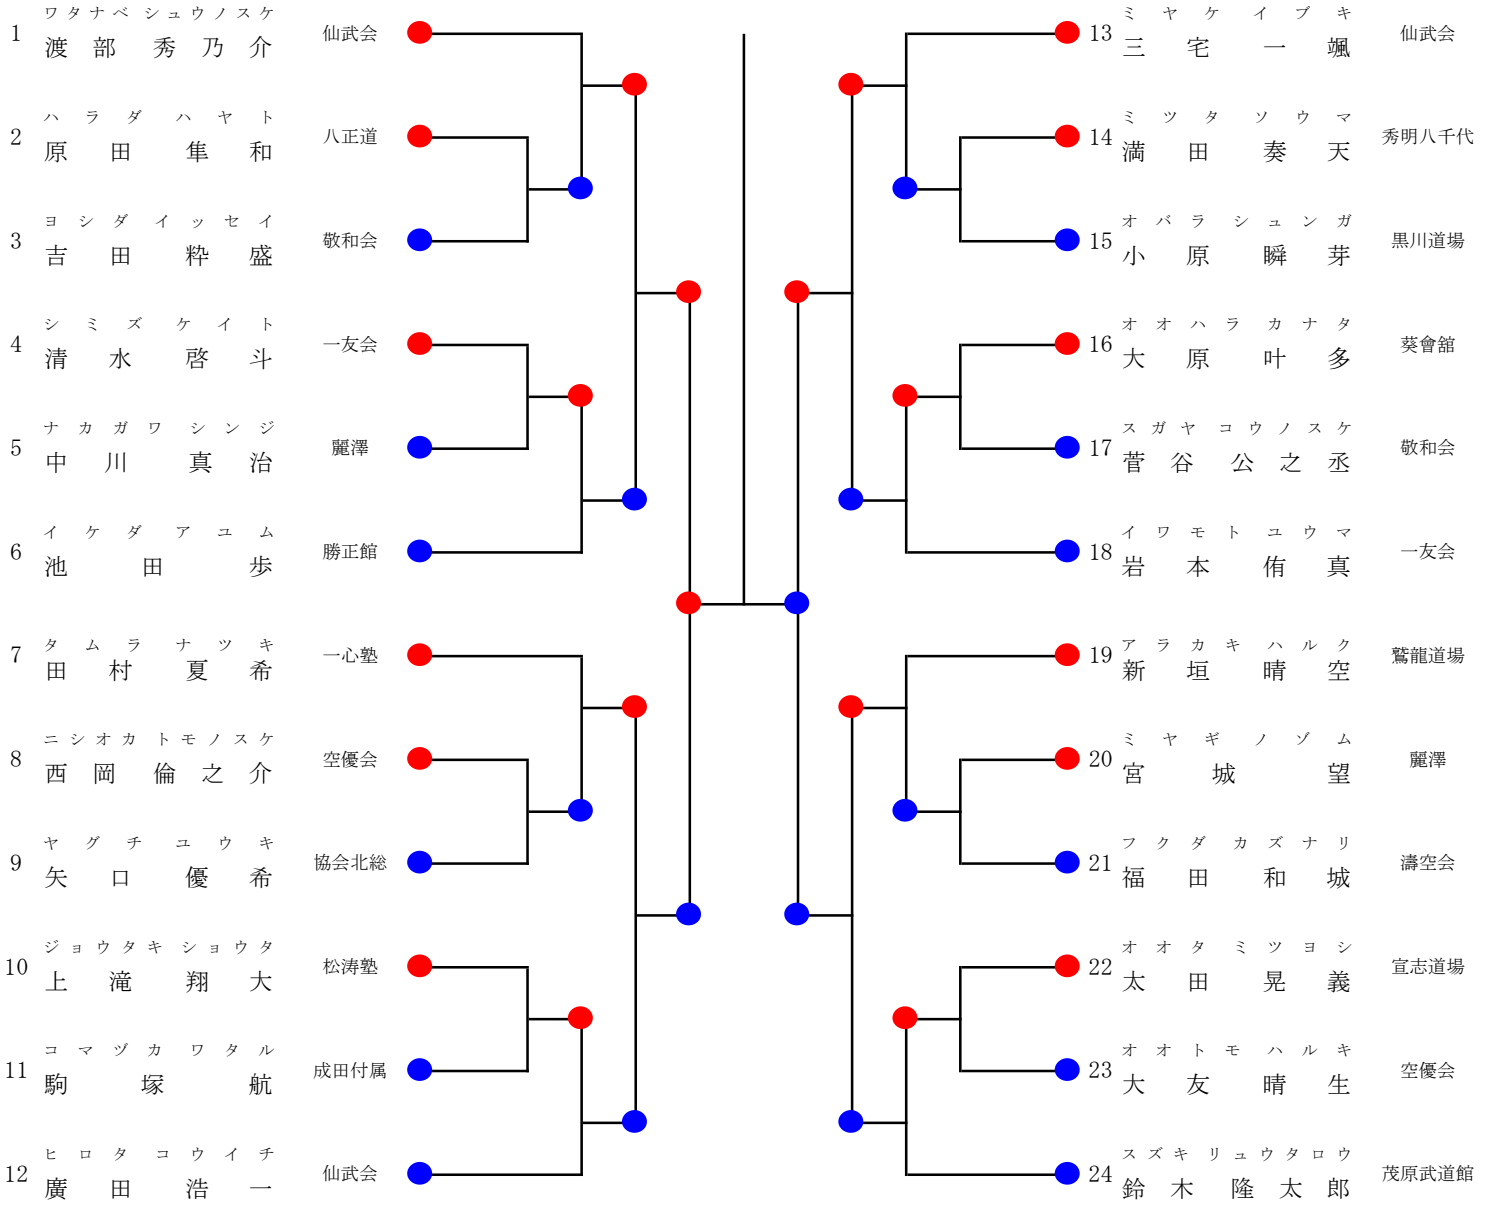 ワタナベ シュウノスケ
1 渡部 秀乃介 仙武会
ハラダ ハヤト
2 原田 隼和 八正道
ヨシダ イッセイ
3 吉田 粋盛 敬和会
シミズ ケイト
4 清水 啓斗 一友会
ナカガワ シンジ
5 中川 真治 麗澤
イケダ アユム
6 池田 歩 勝正館
タムラ ナツキ
7 田村 夏希 一心塾
ニシオカ トモノスケ
8 西岡 倫之介 空優会
ヤグチ ユウキ
9 矢口 優希 協会北総
ジョウタキ ショウタ
10 上滝 翔大 松涛塾
コマヅカ ワタル
11 駒塚 航 成田付属
ヒロタ コウイチ
12 廣田 浩一 仙武会
ミヤケ イブキ
13 三宅 一颯 仙武会
ミツタ ソウマ
14 満田 奏天 秀明八千代
オバラ シュンガ
15 小原 瞬芽 黒川道場
オオハラ カナタ
16 大原 叶多 葵會舘
スガヤ コウノスケ
17 菅谷 公之丞 敬和会
イワモト ユウマ
18 岩本 侑真 一友会
アラカキ ハルク
19 新垣 晴空 鷲龍道場
ミヤギ ノゾム
20 宮城 望 麗澤
フクダ カズナリ
21 福田 和城 濤空会
オオタ ミツヨシ
22 太田 晃義 宣志道場
オオトモ ハルキ
23 大友 晴生 空優会
スズキ リュウタロウ
24 鈴木 隆太郎 茂原武道館